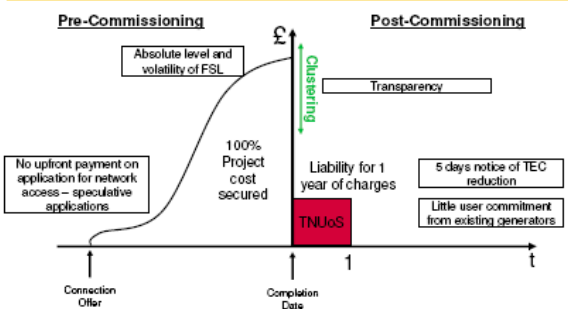 Pre-Commissioning
Post-Commissioning
£
Absolute level and
volatility of FSL
Clustering
Transparency
100%
Project
cost
secured
No upfront payment on
application for network
access – speculative
applications
Liability for 1
year of charges
5 days notice of TEC
reduction
Little user commitment
from existing generators
TNUoS
1
t
Connection
Offer
Completion
Date